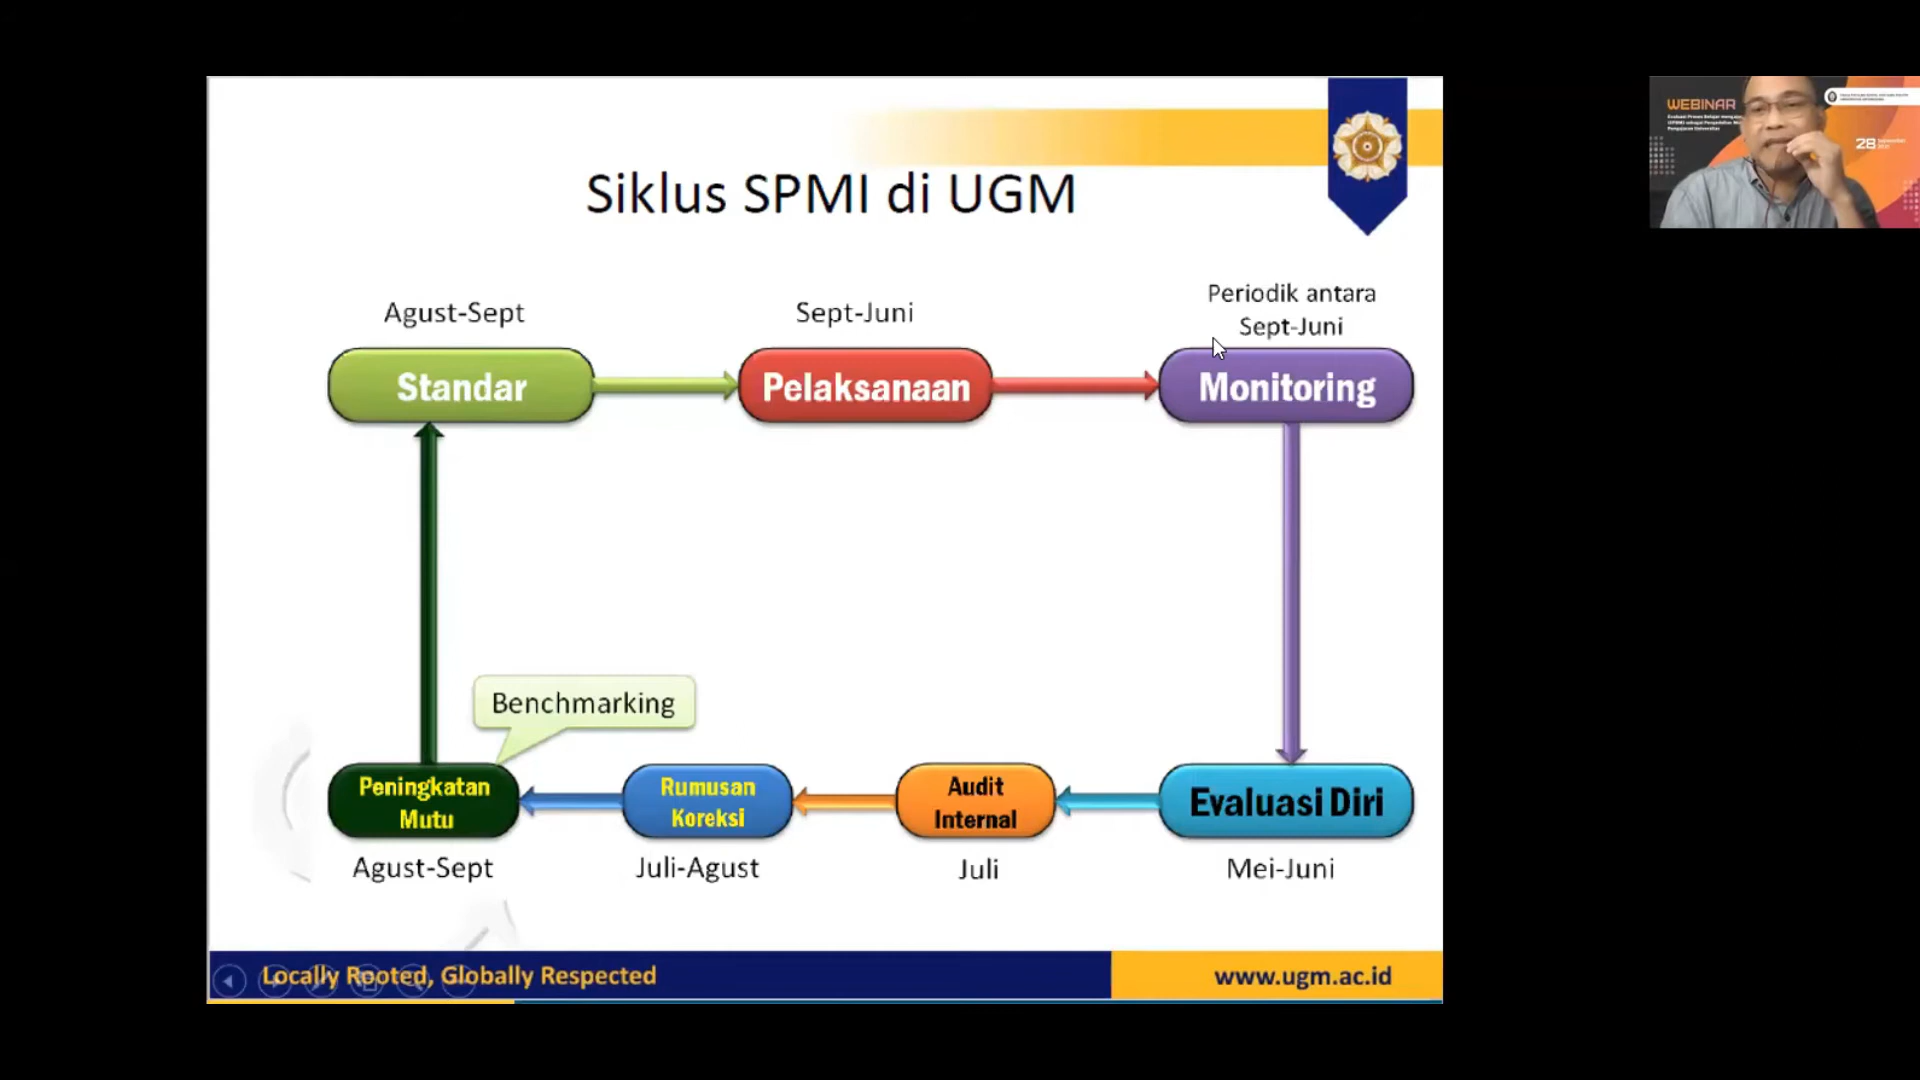 Siklus SPMI di UGM
Agust-Sept
Sept-Juni
Periodik antara
Sept-Juni
Standar
Pelaksanaan
Monitoring
Benchmarking
Peningkatan
Mutu
Rumusan
Koreksi
Audit
Internal
Evaluasi Diri
Agust-Sept
Juli-Agust
Juli
Mei-Juni
Locally Rooted, Globally Respected
www.ugm.ac.id
WEBINAR
28